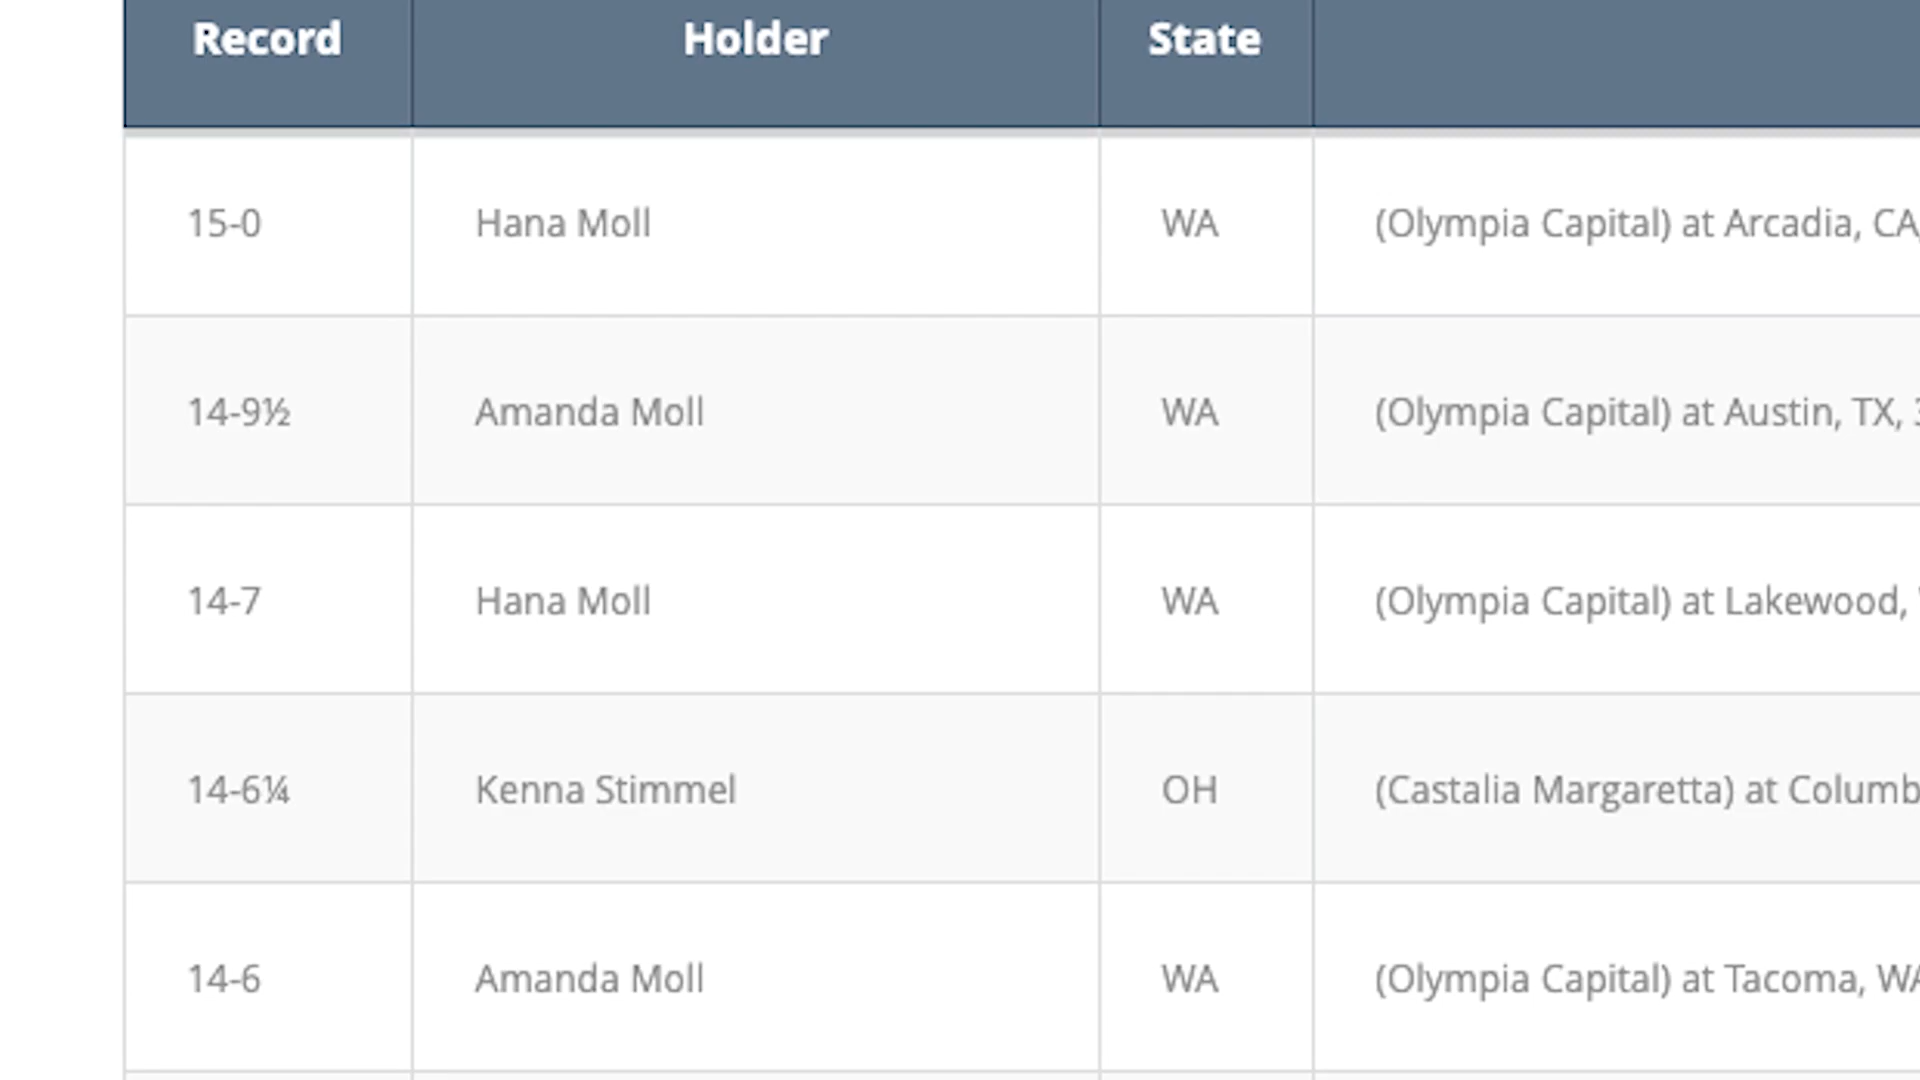 Record Holder State
15-0 Hana Moll WA (Olympia Capital) at Arcadia, CA,
14-9½ Amanda Moll WA (Olympia Capital) at Austin, TX,
14-7 Hana Moll WA (Olympia Capital) at Lakewood,
14-6¼ Kenna Stimmel OH (Castalia Margaretta) at Columb
14-6 Amanda Moll WA (Olympia Capital) at Tacoma, WA